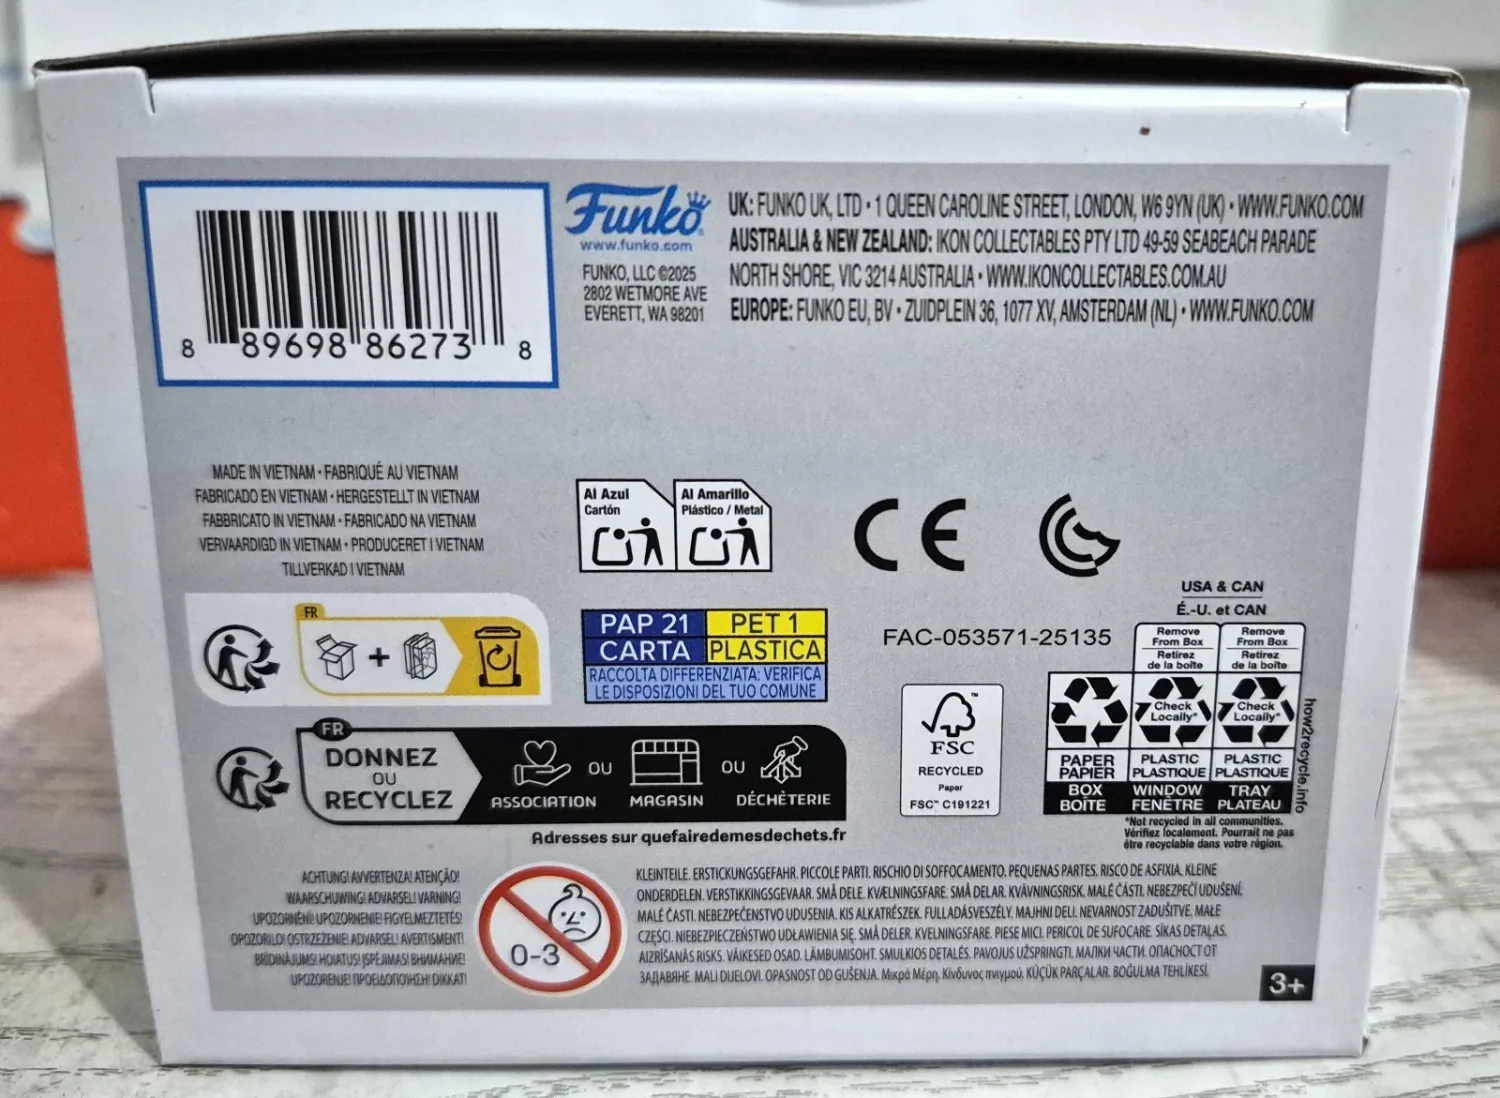 8 89698 86273 8
Funko
www.funko.com
FUNKO, LLC ©2025
2802 WETMORE AVE
EVERETT, WA 98201
UK: FUNKO UK, LTD • 1 QUEEN CAROLINE STREET, LONDON, W6 9YN (UK) • WWW.FUNKO.COM
AUSTRALIA & NEW ZEALAND: IKON COLLECTABLES PTY LTD 49-59 SEABEACH PARADE
NORTH SHORE, VIC 3214 AUSTRALIA • WWW.IKONCOLLECTABLES.COM.AU
EUROPE: FUNKO EU, BV • ZUIDPLEIN 36, 1077 XV, AMSTERDAM (NL) • WWW.FUNKO.COM
MADE IN VIETNAM • FABRIQUÉ AU VIETNAM
FABRICADO EN VIETNAM • HERGESTELLT IN VIETNAM
FABBRICATO IN VIETNAM • FABRICADO NA VIETNAM
VERVAARDIGD IN VIETNAM • PRODUCERET I VIETNAM
TILLVERKAD I VIETNAM
Al Azul
Cartón
Al Amarillo
Plástico / Metal
CE
FR
+
PAP 21
CARTA
PET 1
PLASTICA
RACCOLTA DIFFERENZIATA: VERIFICA
LE DISPOSIZIONI DEL TUO COMUNE
FAC-053571-25135
FSC
RECYCLED
Paper
FSC™ C191221
USA & CAN
É.-U. et CAN
Remove
From Box
Retirez
de la boîte
Remove
From Box
Retirez
de la boîte
Check
Locally*
Check
Locally*
PAPER
PAPIER
BOX
BOÎTE
PLASTIC
PLASTIQUE
WINDOW
FENÊTRE
PLASTIC
PLASTIQUE
TRAY
PLATEAU
how2recycle.info
*Not recycled in all communities.
Vérifiez localement. Pourrait ne pas
être recyclable dans votre région.
FR
DONNEZ
OU
RECYCLEZ
ASSOCIATION
OU
MAGASIN
OU
DÉCHÈTERIE
Adresses sur quefairedemesdechets.fr
ACHTUNG! AVVERTENZA! ATENÇÃO!
WAARSCHUWING! ADVARSEL! VARNING!
UPOZORNĚNÍ! UPOZORNENIE! FIGYELMEZTETÉS!
OPOZORILO! OSTRZEŻENIE! ADVARSEL! AVERTISMENT!
BRĪDINĀJUMS! HOIATUS! ĮSPĖJIMAS! ВНИМАНИЕ!
UPOZORENJE! ΠΡΟΕΙΔΟΠΟΙΗΣΗ! DIKKAT!
0-3
KLEINTEILE. ERSTICKUNGSGEFAHR. PICCOLE PARTI. RISCHIO DI SOFFOCAMENTO. PEQUENAS PARTES. RISCO DE ASFIXIA. KLEINE
ONDERDELEN. VERSTIKKINGSGEVAAR. SMÅ DELE. KVÆLNINGSFARE. SMÅ DELAR. KVÄVNINGSRISK. MALÉ ČÁSTI. NEBEZPEČÍ UDUŠENÍ.
MALÉ ČASTI. NEBEZPEČENSTVO UDUSENIA. KIS ALKATRÉSZEK. FULLADÁSVESZÉLY. MAJHNI DELI. NEVARNOST ZADUŠITVE. MAŁE
CZĘŚCI. NIEBEZPIECZEŃSTWO UDŁAWIENIA SIĘ. SMÅ DELER. KVELNINGSFARE. PIESE MICI. PERICOL DE SUFOCARE. SĪKAS DETAĻAS.
AIZRĪŠANĀS RISKS. VÄIKESED OSAD. LÄMBUMISOHT. SMULKIOS DETALĖS. PAVOJUS UŽSPRINGTI. МАЛКИ ЧАСТИ. ОПАСНОСТ ОТ
ЗАДАВЯНЕ. MALI DIJELOVI. OPASNOST OD GUŠENJA. Μικρά Μέρη. Κίνδυνος πνιγμού. KÜÇÜK PARÇALAR. BOĞULMA TEHLİKESİ.
3+